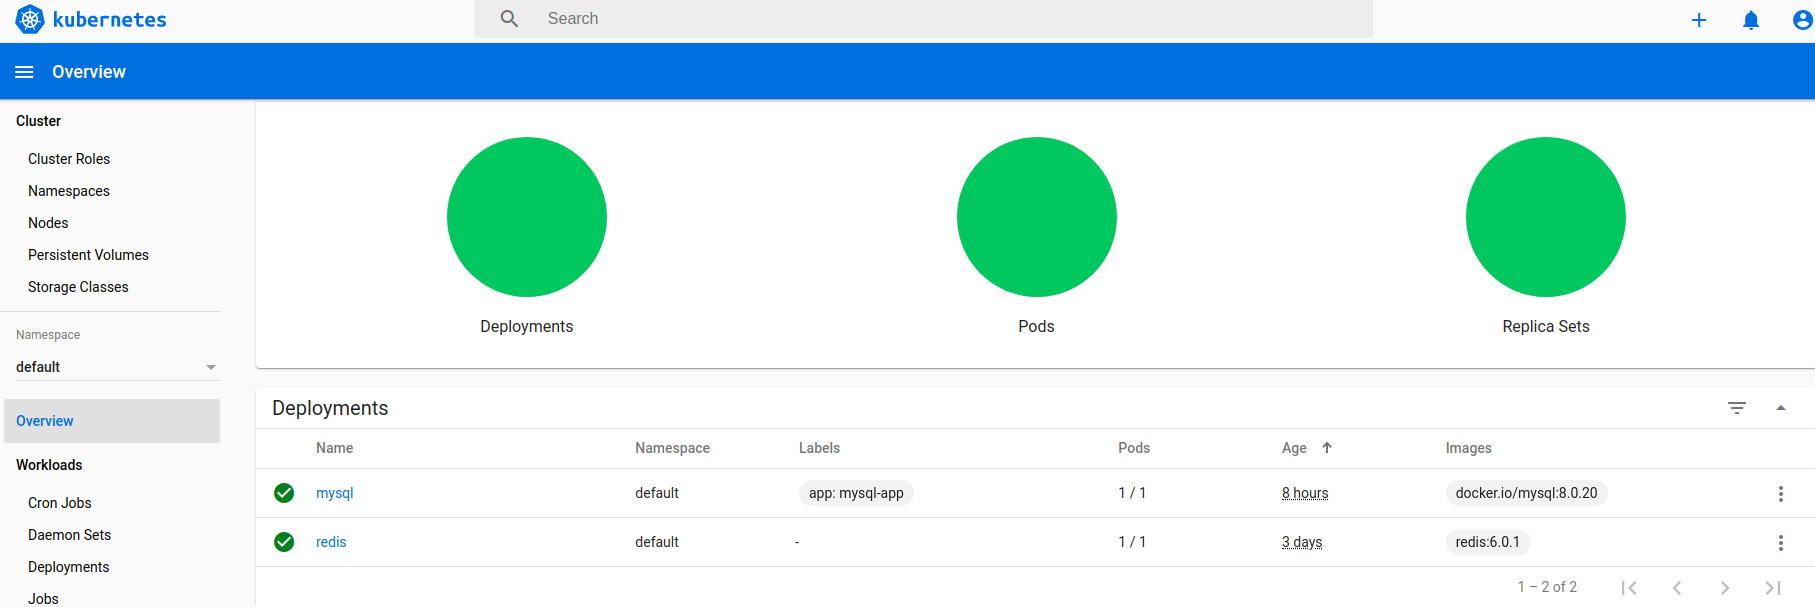 kubernetes
Search
Overview
Cluster
Cluster Roles
Namespaces
Nodes
Persistent Volumes
Storage Classes
Namespace
default
Overview
Workloads
Cron Jobs
Daemon Sets
Deployments
Jobs
Deployments Pods Replica Sets
Deployments
Name Namespace Labels Pods Age Images
mysql default app: mysql-app 1 / 1 8 hours docker.io/mysql:8.0.20
redis default - 1 / 1 3 days redis:6.0.1
1 – 2 of 2